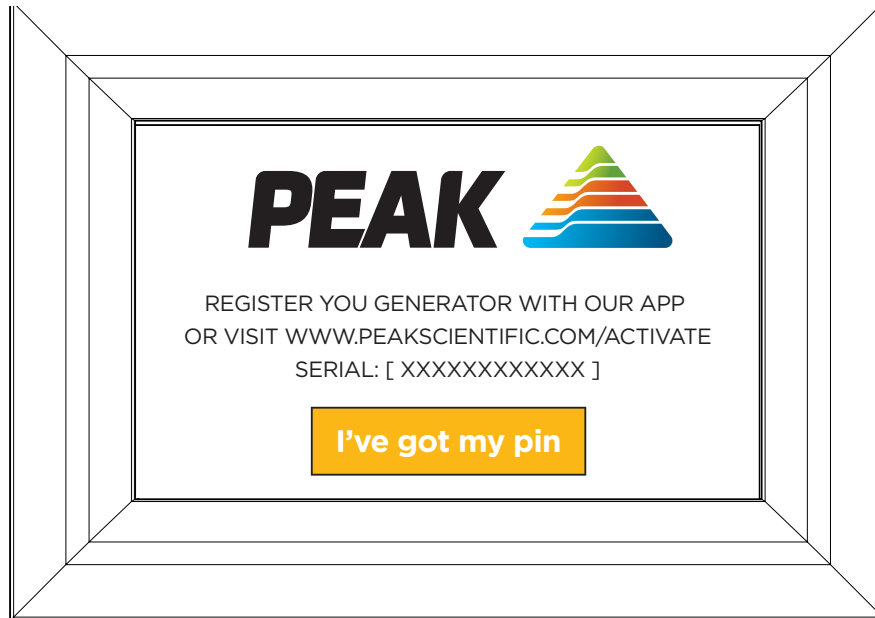 PEAK
REGISTER YOU GENERATOR WITH OUR APP
OR VISIT WWW.PEAKSCIENTIFIC.COM/ACTIVATE
SERIAL: [ XXXXXXXXXXXX ]
I've got my pin